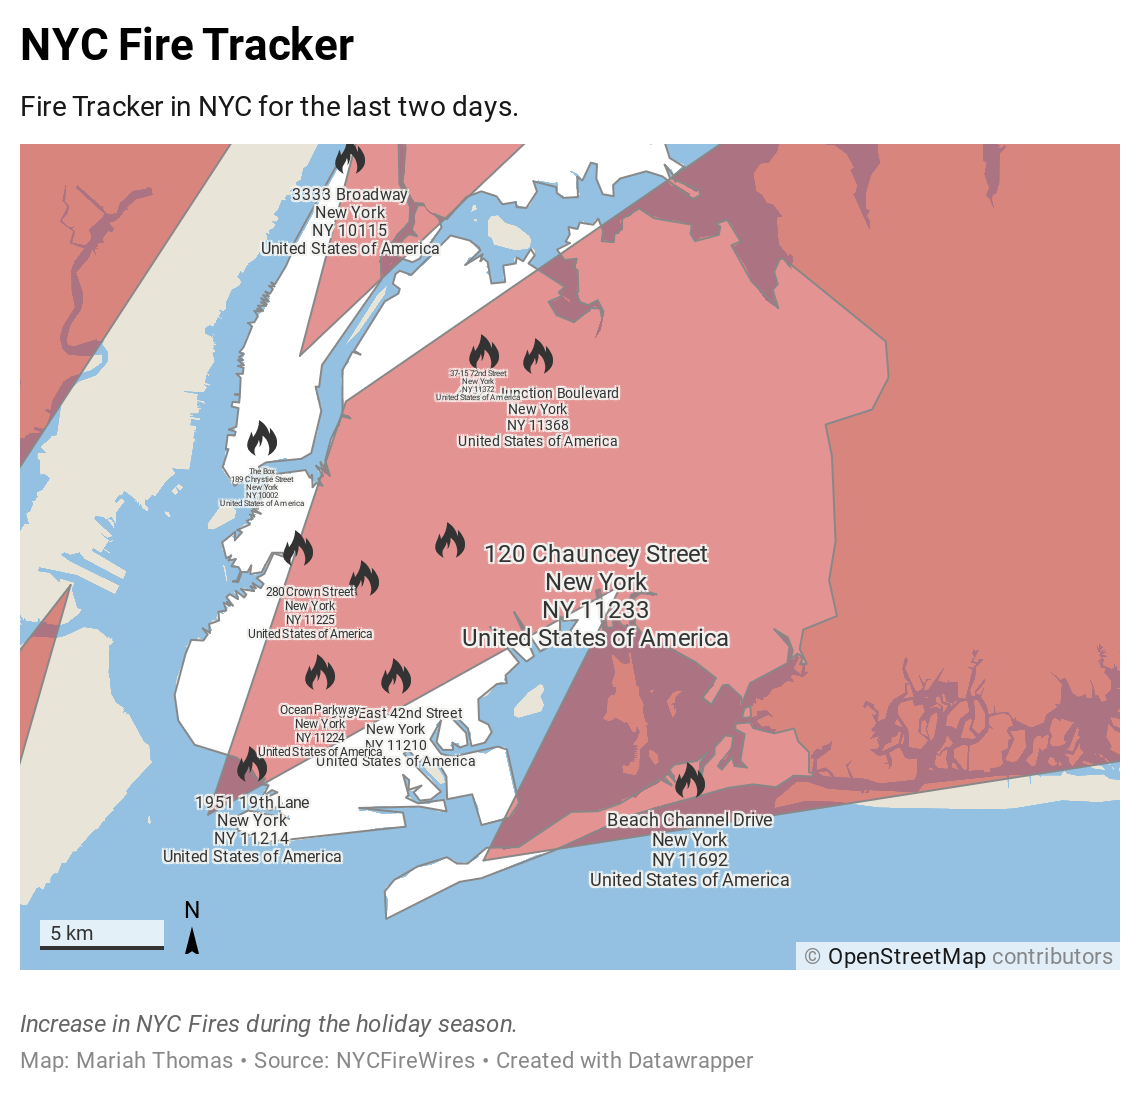 NYC Fire Tracker
Fire Tracker in NYC for the last two days.
3333 Broadway
New York
NY 10115
United States of America
37-15 72nd Street
New York
NY 11372
United States of America
Junction Boulevard
New York
NY 11368
United States of America
The Box
189 Chrystie Street
New York
NY 10002
United States of America
120 Chauncey Street
New York
NY 11233
United States of America
280 Crown Street
New York
NY 11225
United States of America
Ocean Parkway
New York
NY 11224
United States of America
East 42nd Street
New York
NY 11210
United States of America
1951 19th Lane
New York
NY 11214
United States of America
Beach Channel Drive
New York
NY 11692
United States of America
N
5 km
© OpenStreetMap contributors
Increase in NYC Fires during the holiday season.
Map: Mariah Thomas • Source: NYCFireWires • Created with Datawrapper